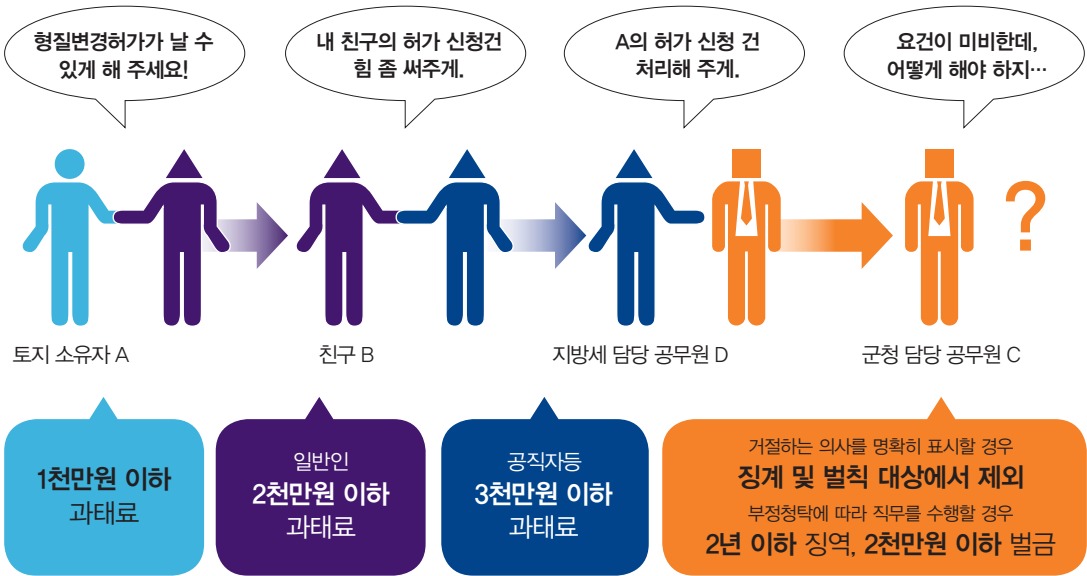 형질변경허가가 날 수
있게 해 주세요!
내 친구의 허가 신청건
힘 좀 써주게.
A의 허가 신청 건
처리해 주게.
요건이 미비한데,
어떻게 해야 하지…
?
토지 소유자 A
친구 B
지방세 담당 공무원 D
군청 담당 공무원 C
1천만원 이하
과태료
일반인
2천만원 이하
과태료
공직자등
3천만원 이하
과태료
거절하는 의사를 명확히 표시할 경우
징계 및 벌칙 대상에서 제외
부정청탁에 따라 직무를 수행할 경우
2년 이하 징역, 2천만원 이하 벌금